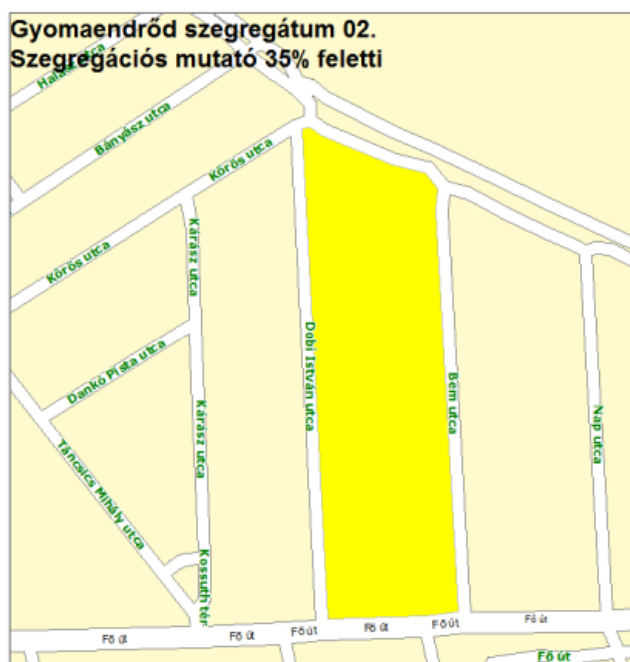 Gyomaendrőd szegregátum 02.
Szegregációs mutató 35% feletti
Halász utca
Bányász utca
Körös utca
Körös utca
Kárász utca
Dankó Pista utca
Kárász utca
Dobi István utca
Bem utca
Nap utca
Táncsics Mihály utca
Kossuth tér
Fő út
Fő út
Fő út
Fő út
Fő út
Fő út
Fő út